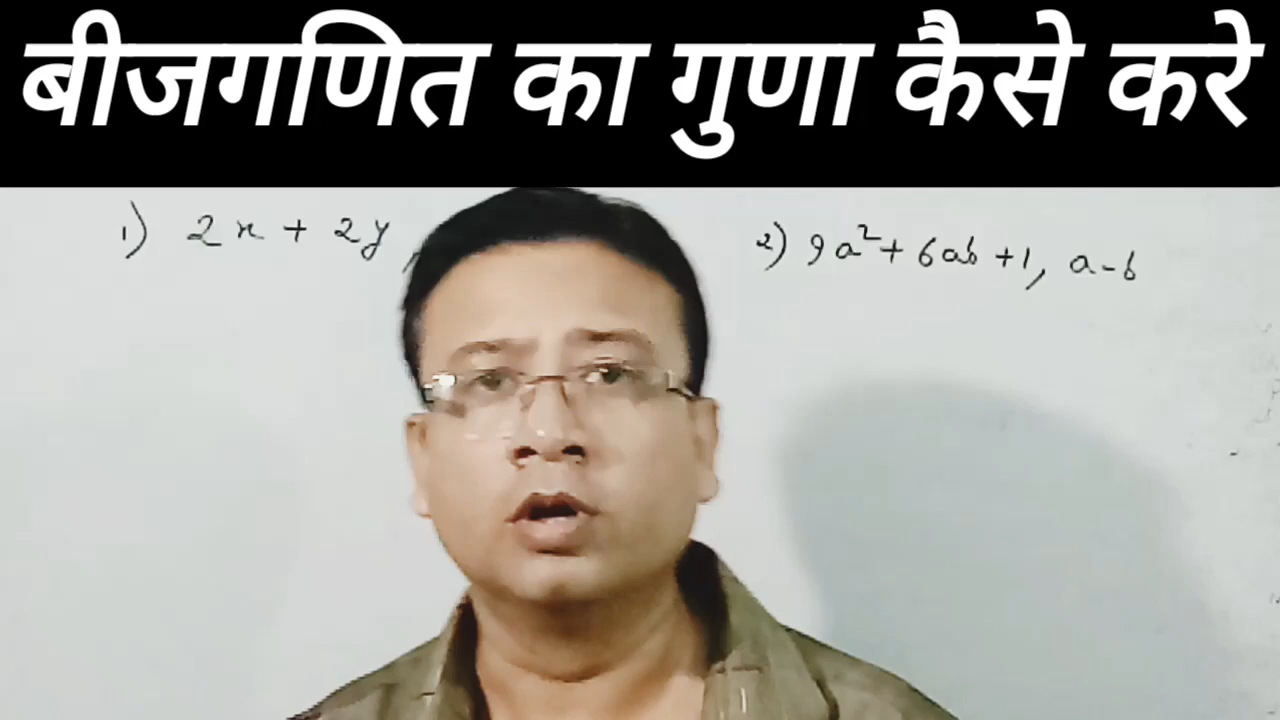 बीजगणित का गुणा कैसे करे
1) 2x + 2y,
2) 9a²+ 6ab +1, a-b